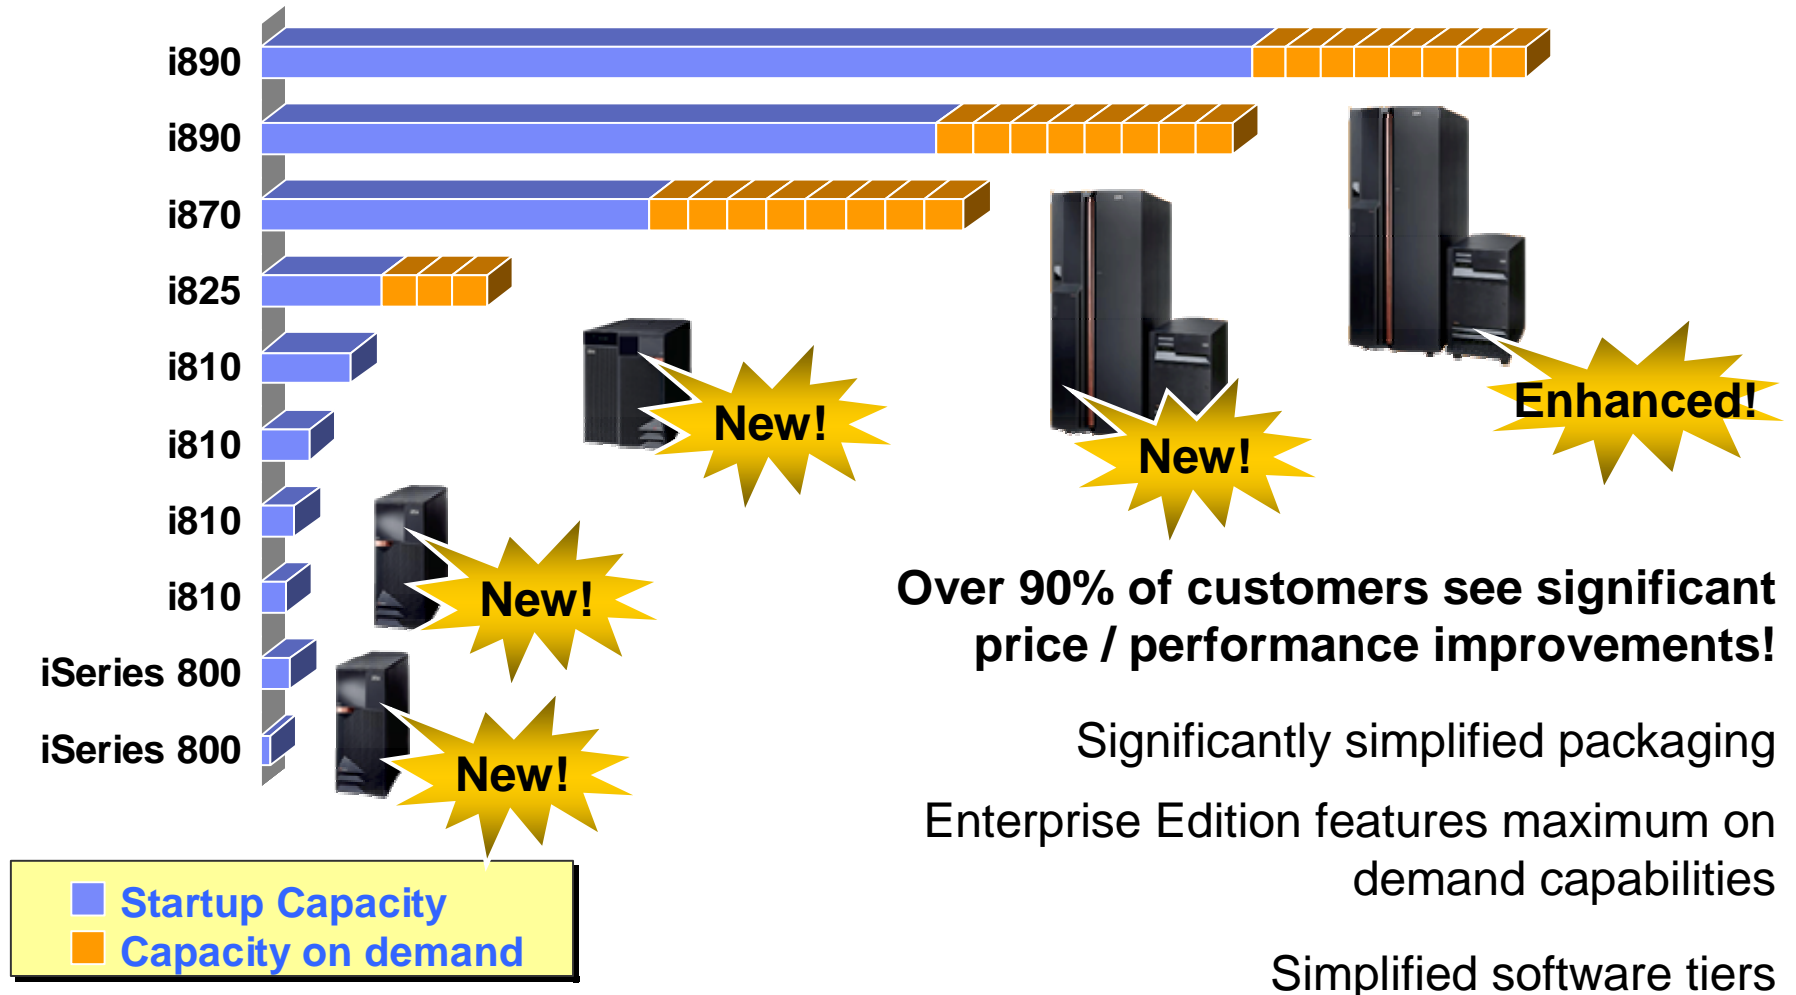 i890
i890
i870
i825
i810
i810
i810
i810
iSeries 800
iSeries 800
New!
New!
Enhanced!
New!
New!
Over 90% of customers see significant
price / performance improvements!
Significantly simplified packaging
Enterprise Edition features maximum on
demand capabilities
Simplified software tiers
Startup Capacity
Capacity on demand